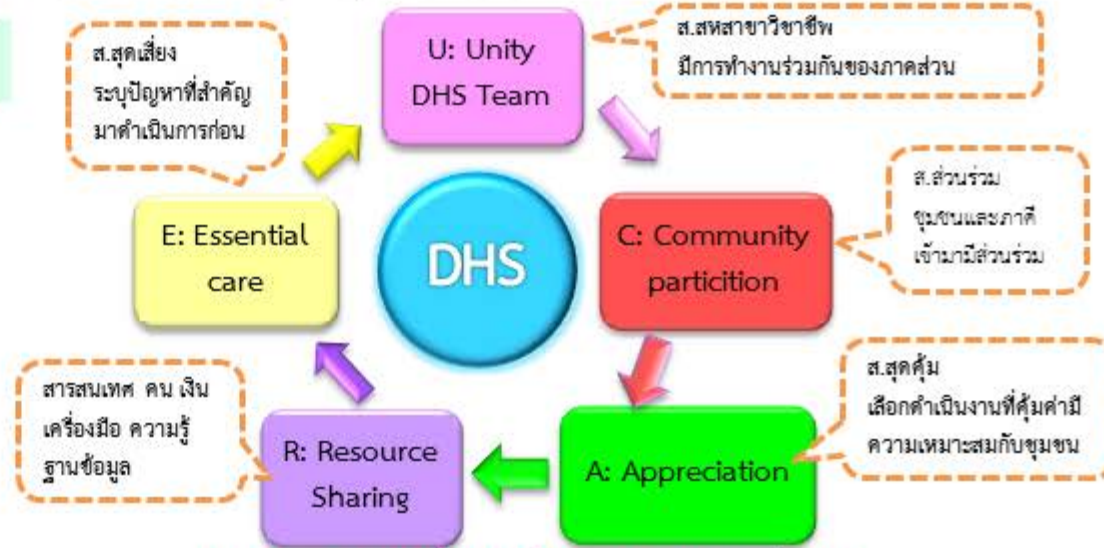 U: Unity
DHS Team
ส.สหสาขาวิชาชีพ
มีการทำงานร่วมกันของภาคส่วน
ส.สุดเสี่ยง
ระบุปัญหาที่สำคัญ
มาดำเนินการก่อน
E: Essential
care
DHS
C: Community
particition
ส.ส่วนร่วม
ชุมชนและภาคี
เข้ามามีส่วนร่วม
สารสนเทศ คน เงิน
เครื่องมือ ความรู้
ฐานข้อมูล
R: Resource
Sharing
A: Appreciation
ส.สุดคุ้ม
เลือกดำเนินงานที่คุ้มค่ามี
ความเหมาะสมกับชุมชน